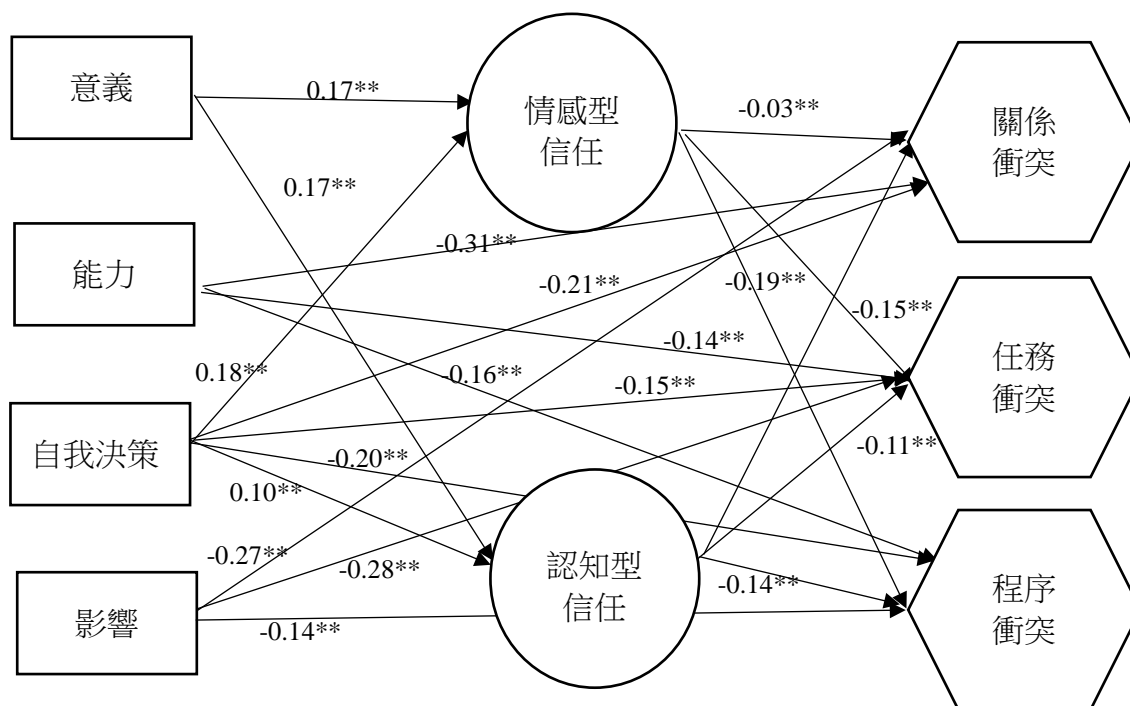 意義
0.17**
情感型
信任
-0.03**
關係
衝突
0.17**
能力
-0.31**
-0.21**
-0.19**
-0.15**
-0.14**
任務
衝突
0.18**
-0.16**
-0.15**
自我決策
-0.20**
-0.11**
0.10**
-0.27**
-0.28**
認知型
信任
-0.14**
程序
衝突
影響
-0.14**